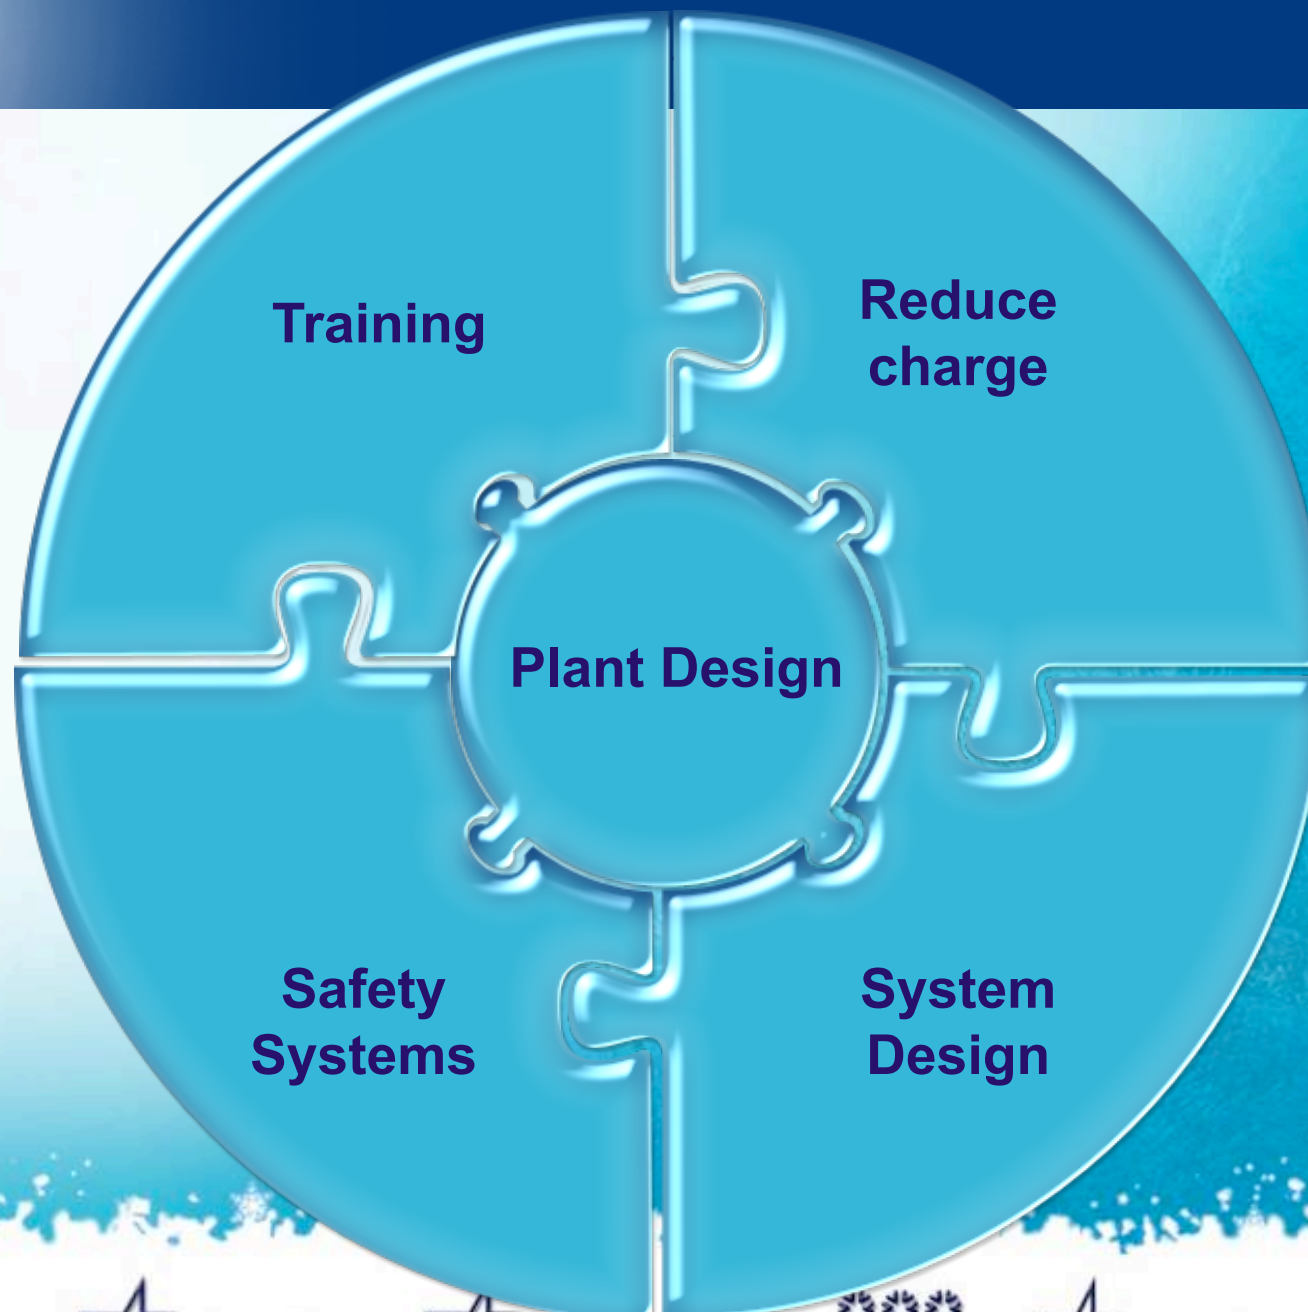 Training
Reduce
charge
Plant Design
Safety
Systems
System
Design